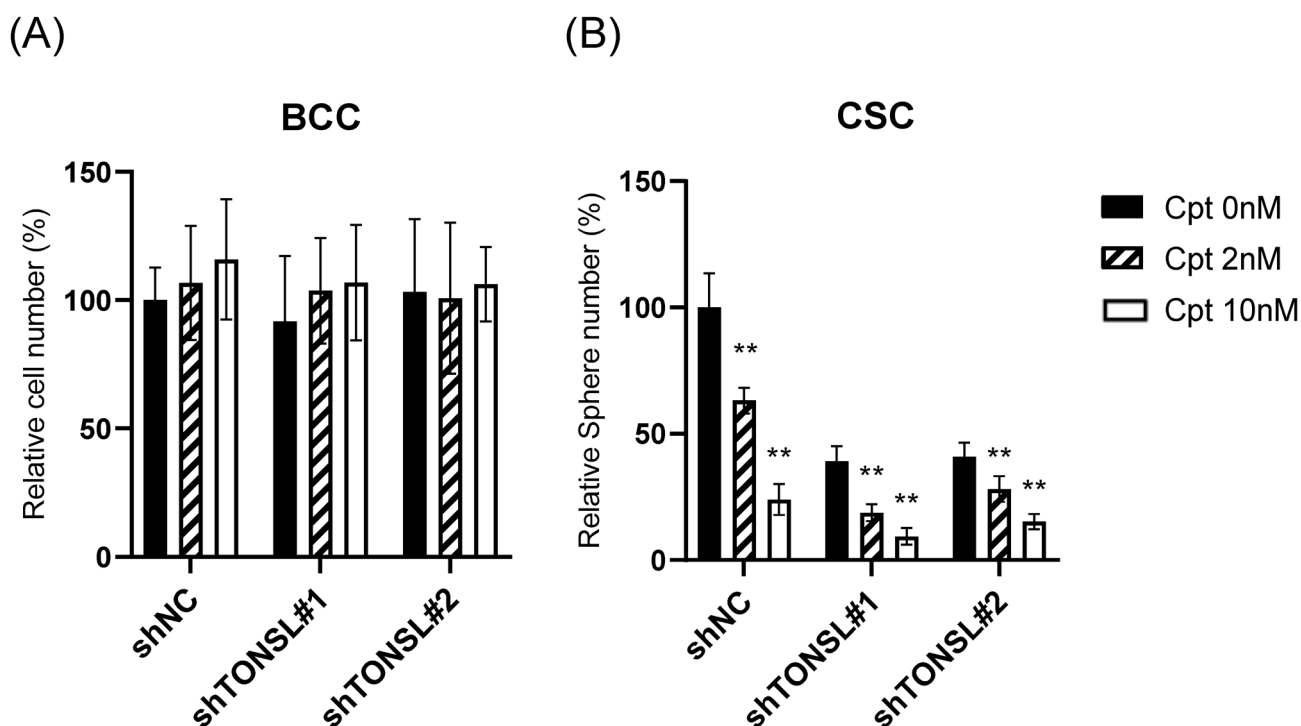 (A)
BCC
Relative cell number (%)
150
100
50
0
shNC
shTONSL#1
shTONSL#2
(B)
CSC
Relative Sphere number (%)
150
100
50
0
**
**
**
**
**
**
shNC
shTONSL#1
shTONSL#2
Cpt 0nM
Cpt 2nM
Cpt 10nM